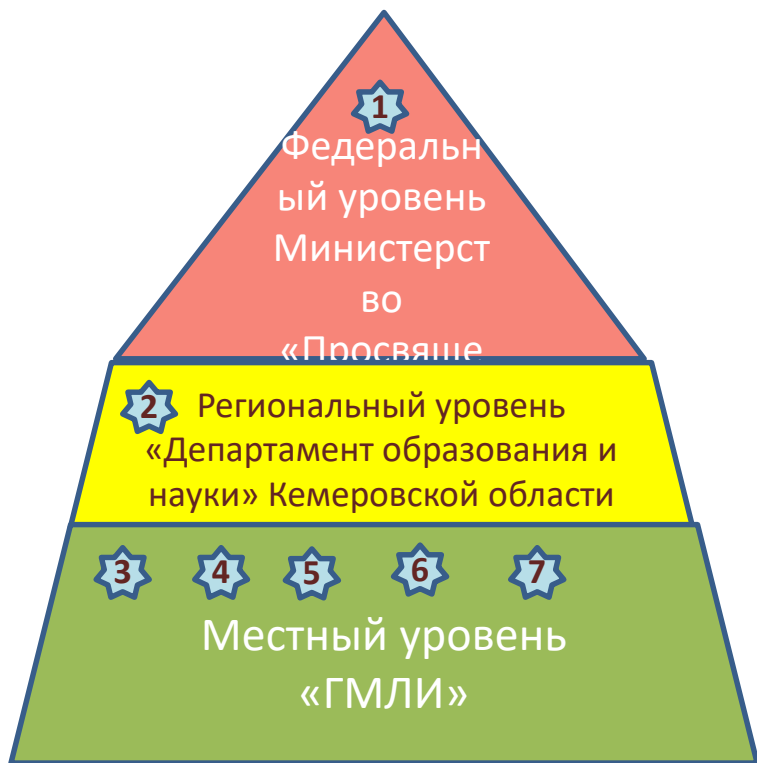 1
Федеральн
ый уровень
Министерст
во
«Просвяще
2 Региональный уровень
«Департамент образования и
науки» Кемеровской области
3 4 5 6 7
Местный уровень
«ГМЛИ»